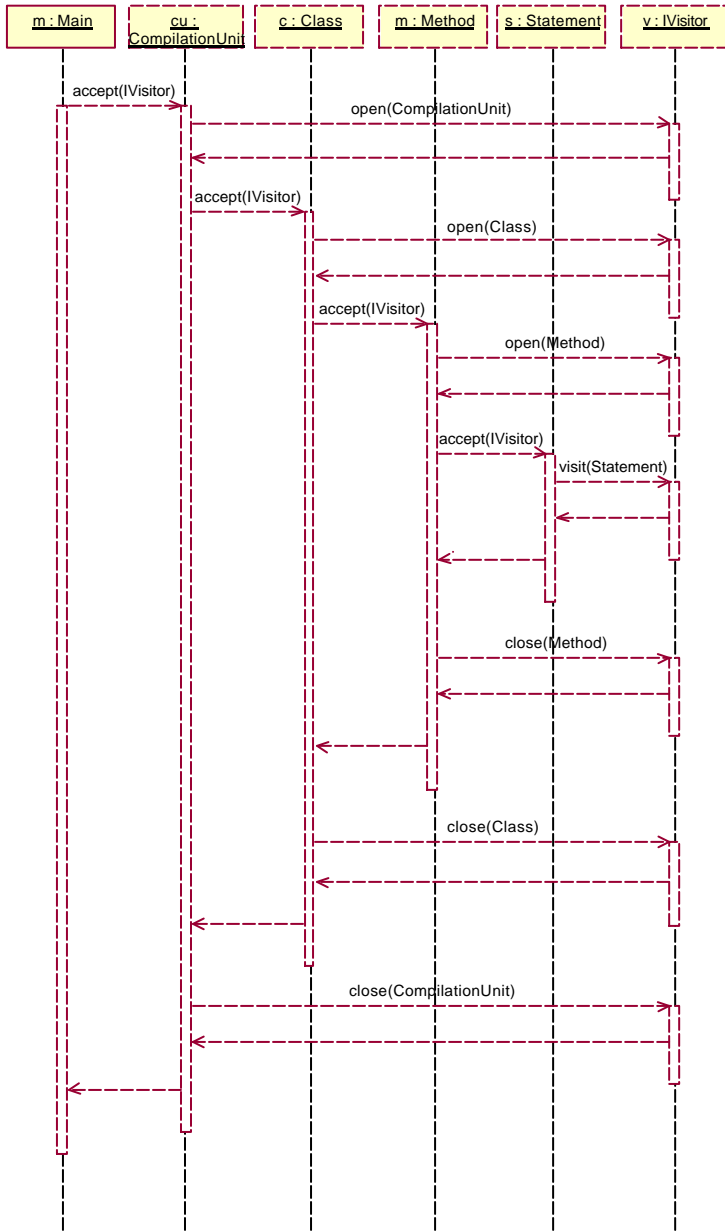 m : Main
cu :
CompilationUnit
c : Class
m : Method
s : Statement
v : IVisitor
accept(IVisitor)
open(CompilationUnit)
accept(IVisitor)
open(Class)
accept(IVisitor)
open(Method)
accept(IVisitor)
visit(Statement)
close(Method)
close(Class)
close(CompilationUnit)